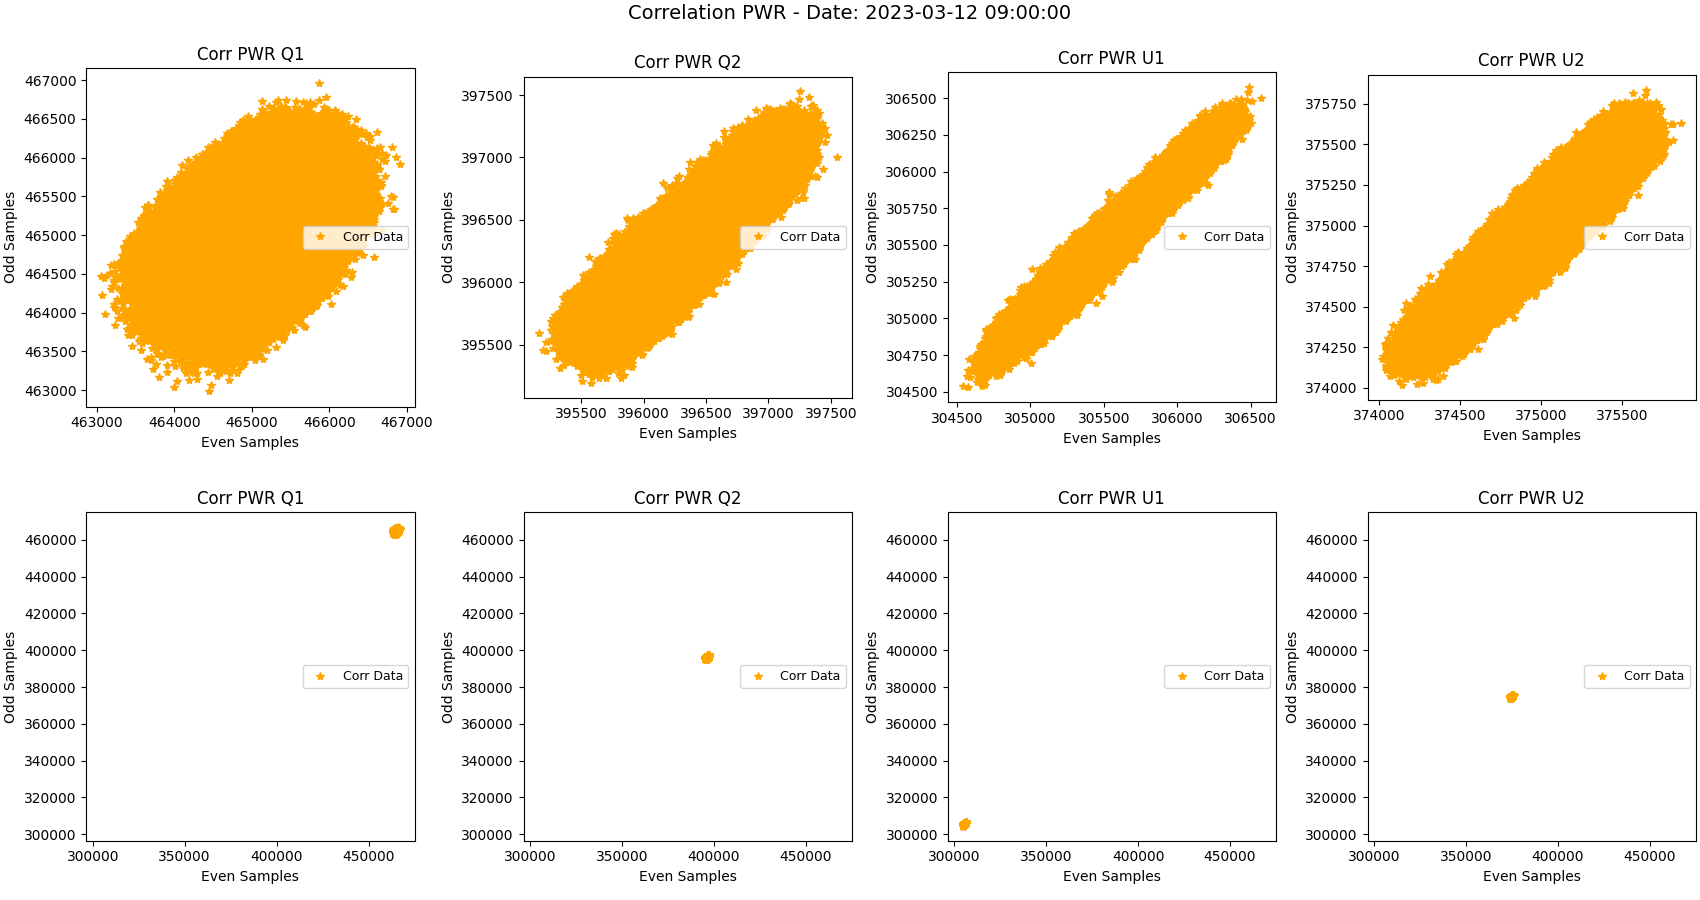 Correlation PWR - Date: 2023-03-12 09:00:00
Corr PWR Q1
467000
466500
466000
465500
465000
464500
464000
463500
463000
Odd Samples
463000 464000 465000 466000 467000
Even Samples
Corr Data
Corr PWR Q2
397500
397000
396500
396000
395500
Odd Samples
395500 396000 396500 397000 397500
Even Samples
Corr Data
Corr PWR U1
306500
306250
306000
305750
305500
305250
305000
304750
304500
Odd Samples
304500 305000 305500 306000 306500
Even Samples
Corr Data
Corr PWR U2
375750
375500
375250
375000
374750
374500
374250
374000
Odd Samples
374000 374500 375000 375500
Even Samples
Corr Data
Corr PWR Q1
460000
440000
420000
400000
380000
360000
340000
320000
300000
Odd Samples
300000 350000 400000 450000
Even Samples
Corr Data
Corr PWR Q2
460000
440000
420000
400000
380000
360000
340000
320000
300000
Odd Samples
300000 350000 400000 450000
Even Samples
Corr Data
Corr PWR U1
460000
440000
420000
400000
380000
360000
340000
320000
300000
Odd Samples
300000 350000 400000 450000
Even Samples
Corr Data
Corr PWR U2
460000
440000
420000
400000
380000
360000
340000
320000
300000
Odd Samples
300000 350000 400000 450000
Even Samples
Corr Data